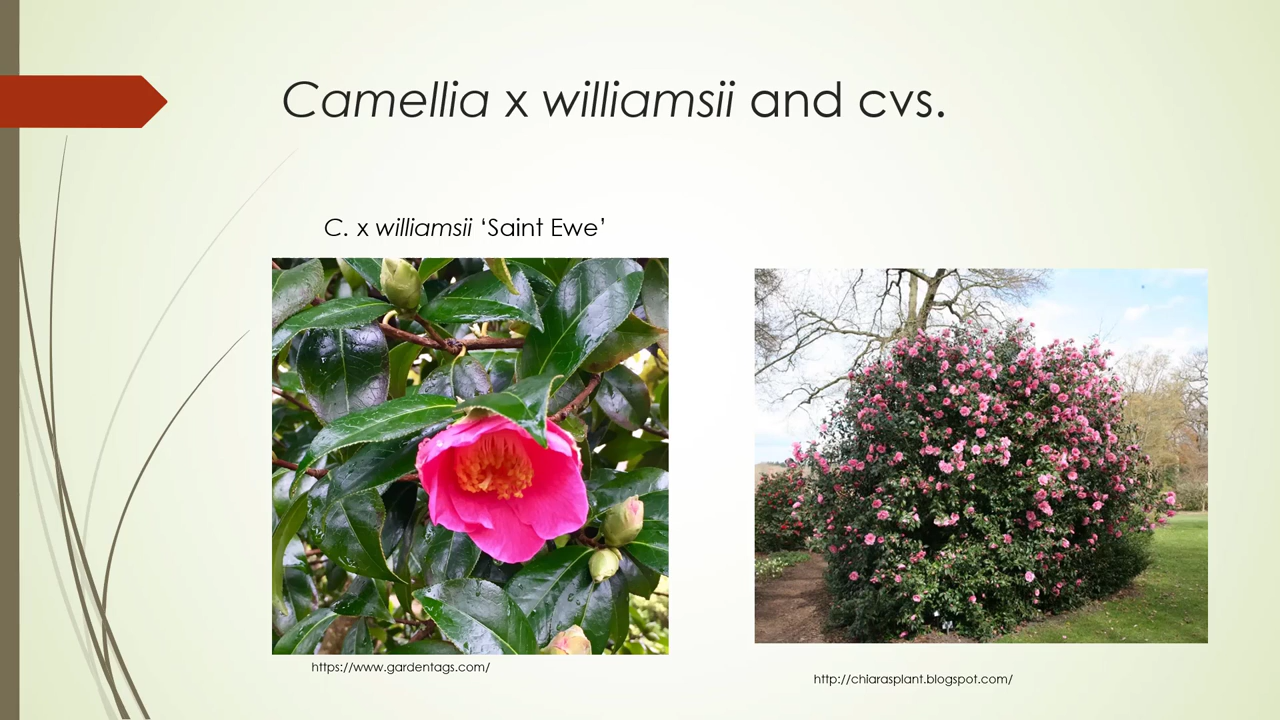 Camellia x williamsii and cvs.
C. x williamsii ‘Saint Ewe’
https://www.gardentags.com/
http://chiarasplant.blogspot.com/